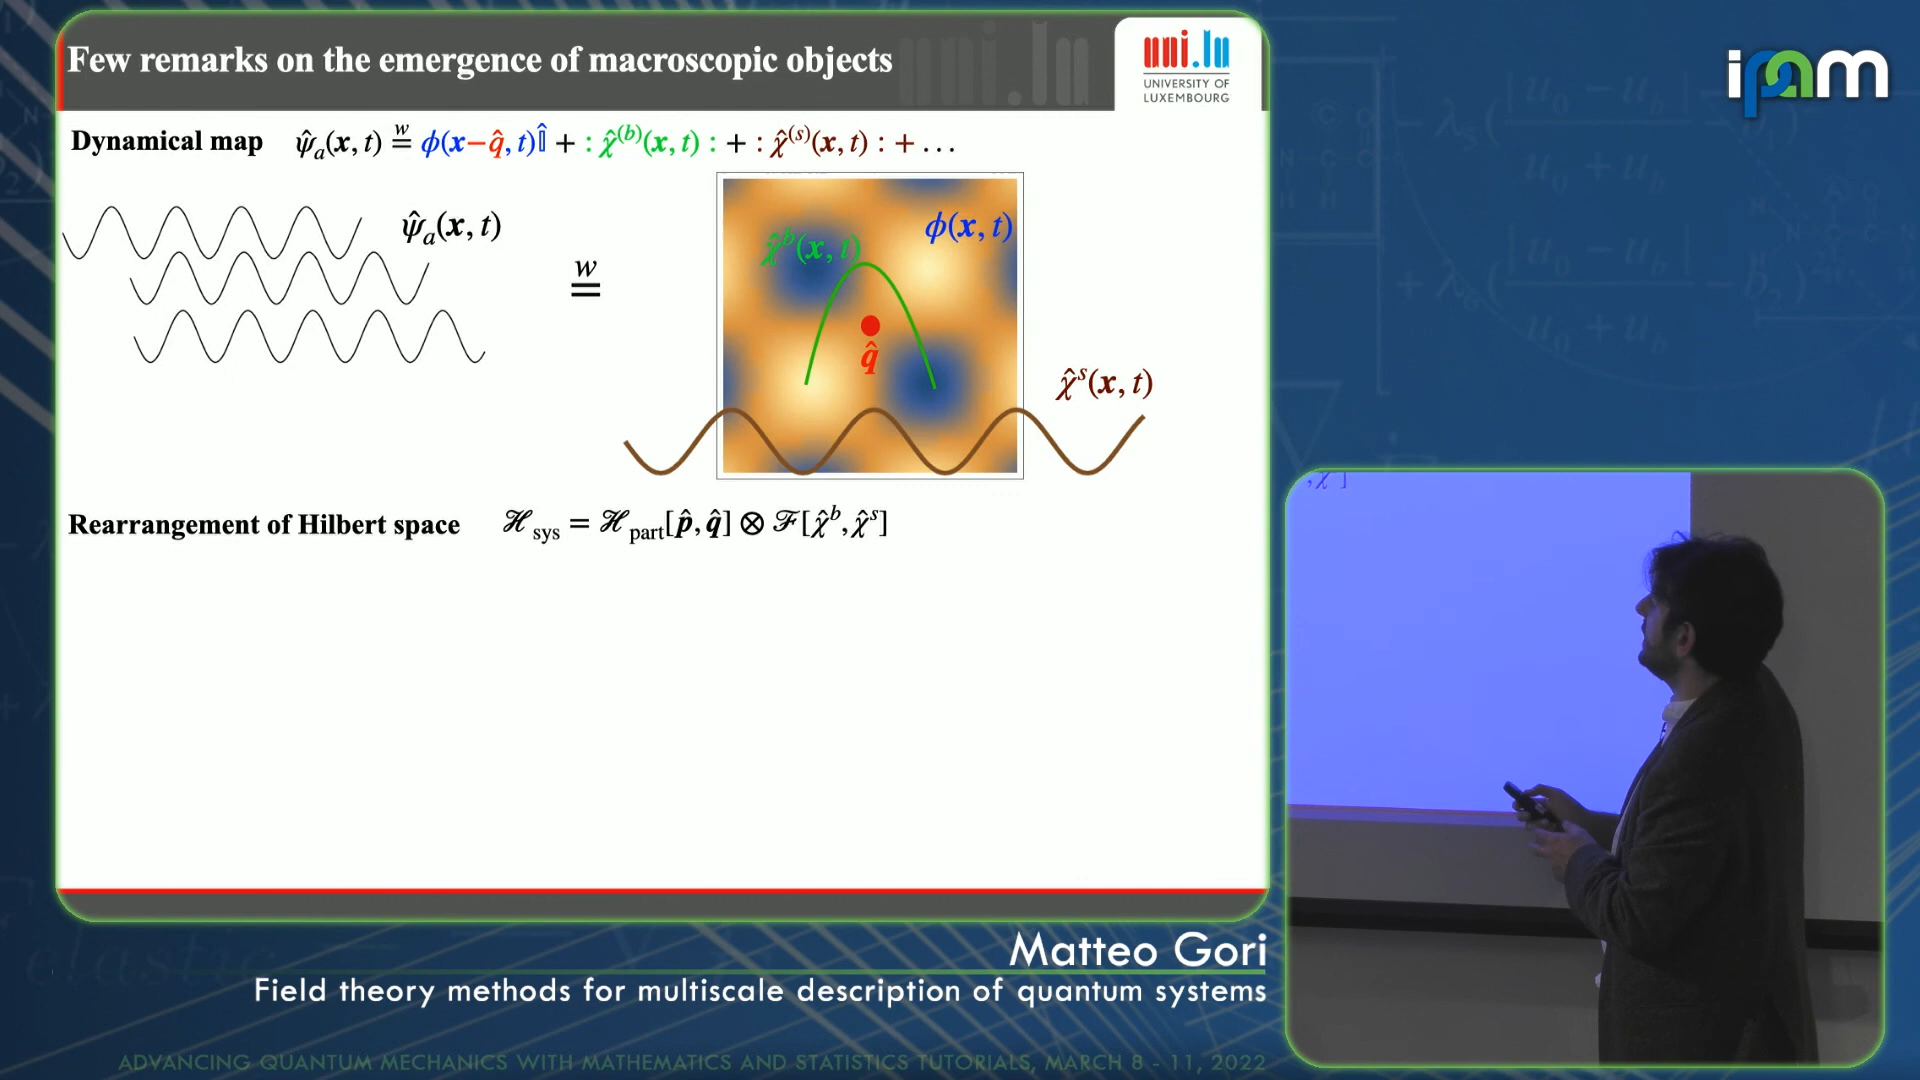 Few remarks on the emergence of macroscopic objects
uni.lu
UNIVERSITY OF
LUXEMBOURG
ipam
Dynamical map ψ̂ₐ(x, t) =ʷ ϕ(x−q̂, t)𝕀̂ + : χ̂⁽ᵇ⁾(x, t) : + : χ̂⁽ˢ⁾(x, t) : + …
ψ̂ₐ(x, t)
w
=
χ̂ᵇ(x, t)
ϕ(x, t)
q̂
χ̂ˢ(x, t)
Rearrangement of Hilbert space ℋ_sys = ℋ_part[p̂, q̂] ⊗ ℱ[χ̂ᵇ, χ̂ˢ]
Matteo Gori
Field theory methods for multiscale description of quantum systems
ADVANCING QUANTUM MECHANICS WITH MATHEMATICS AND STATISTICS TUTORIALS, MARCH 8 - 11, 2022